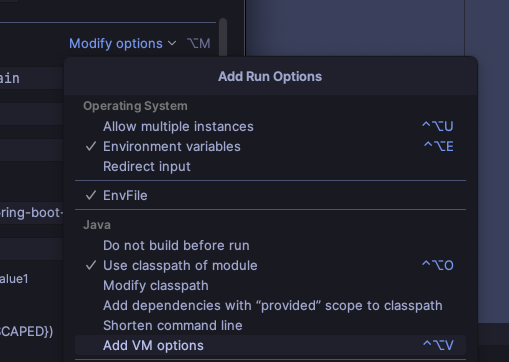 Modify options ⌥M
Add Run Options
ain
Operating System
Allow multiple instances ^⌥U
✓ Environment variables ^⌥E
Redirect input
✓ EnvFile
Java
ring-boot-
Do not build before run
✓ Use classpath of module ^⌥O
alue1
Modify classpath
Add dependencies with “provided” scope to classpath
SCAPED})
Shorten command line
Add VM options ^⌥V